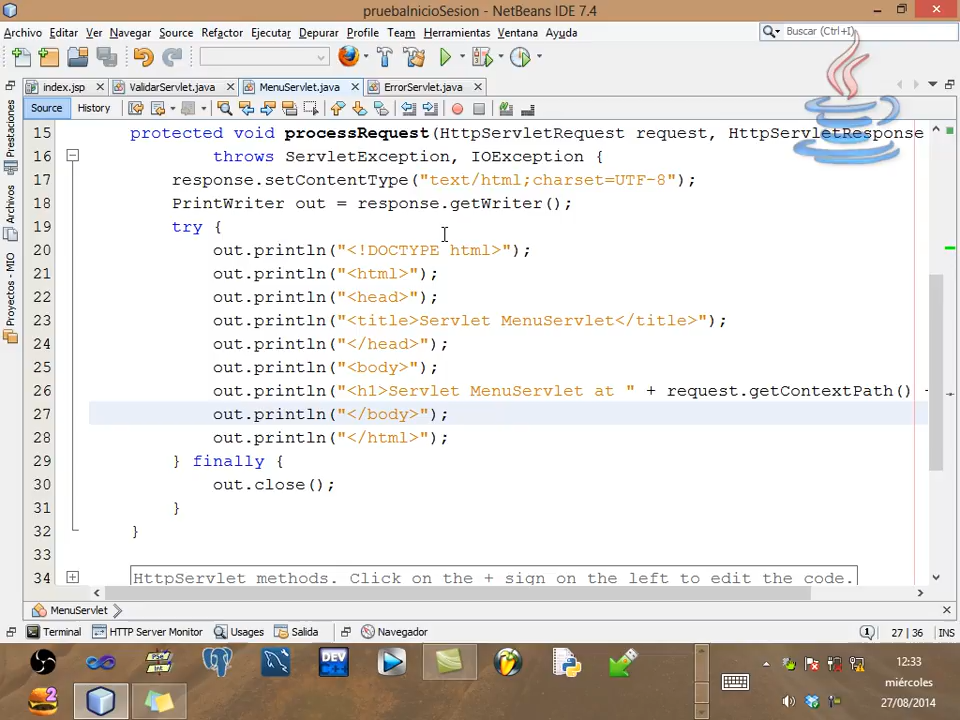 pruebaInicioSesion - NetBeans IDE 7.4
Archivo Editar Ver Navegar Source Refactor Ejecutar Depurar Profile Team Herramientas Ventana Ayuda
Buscar (Ctrl+I)
index.jsp ValidarServlet.java MenuServlet.java ErrorServlet.java
Source History
Prestaciones
Archivos
Proyectos - MIO
15 protected void processRequest(HttpServletRequest request, HttpServletResponse
16 throws ServletException, IOException {
17 response.setContentType("text/html;charset=UTF-8");
18 PrintWriter out = response.getWriter();
19 try {
20 out.println("<!DOCTYPE html>");
21 out.println("<html>");
22 out.println("<head>");
23 out.println("<title>Servlet MenuServlet</title>");
24 out.println("</head>");
25 out.println("<body>");
26 out.println("<h1>Servlet MenuServlet at " + request.getContextPath()
27 out.println("</body>");
28 out.println("</html>");
29 } finally {
30 out.close();
31 }
32 }
33
34 HttpServlet methods. Click on the + sign on the left to edit the code.
MenuServlet
Terminal HTTP Server Monitor Usages Salida Navegador 1 27 | 36 INS
DEV
2
12:33
miércoles
27/08/2014